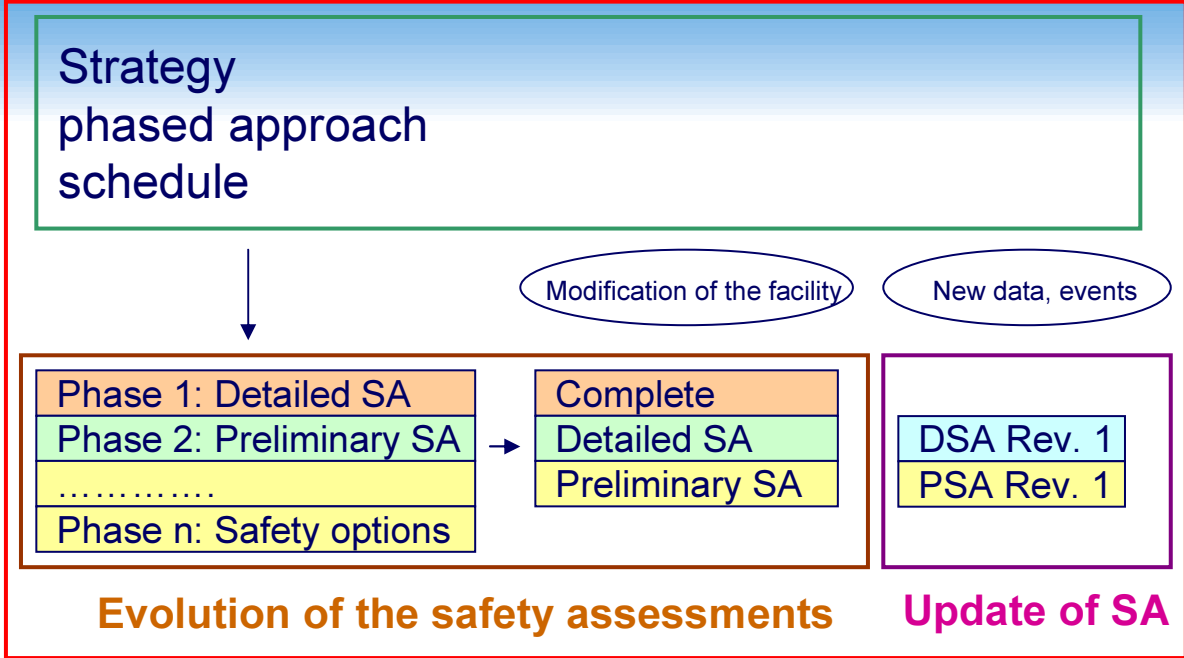 Strategy
phased approach
schedule
Modification of the facility
New data, events
Phase 1: Detailed SA
Phase 2: Preliminary SA
………….
Phase n: Safety options
Complete
Detailed SA
Preliminary SA
DSA Rev. 1
PSA Rev. 1
Evolution of the safety assessments
Update of SA